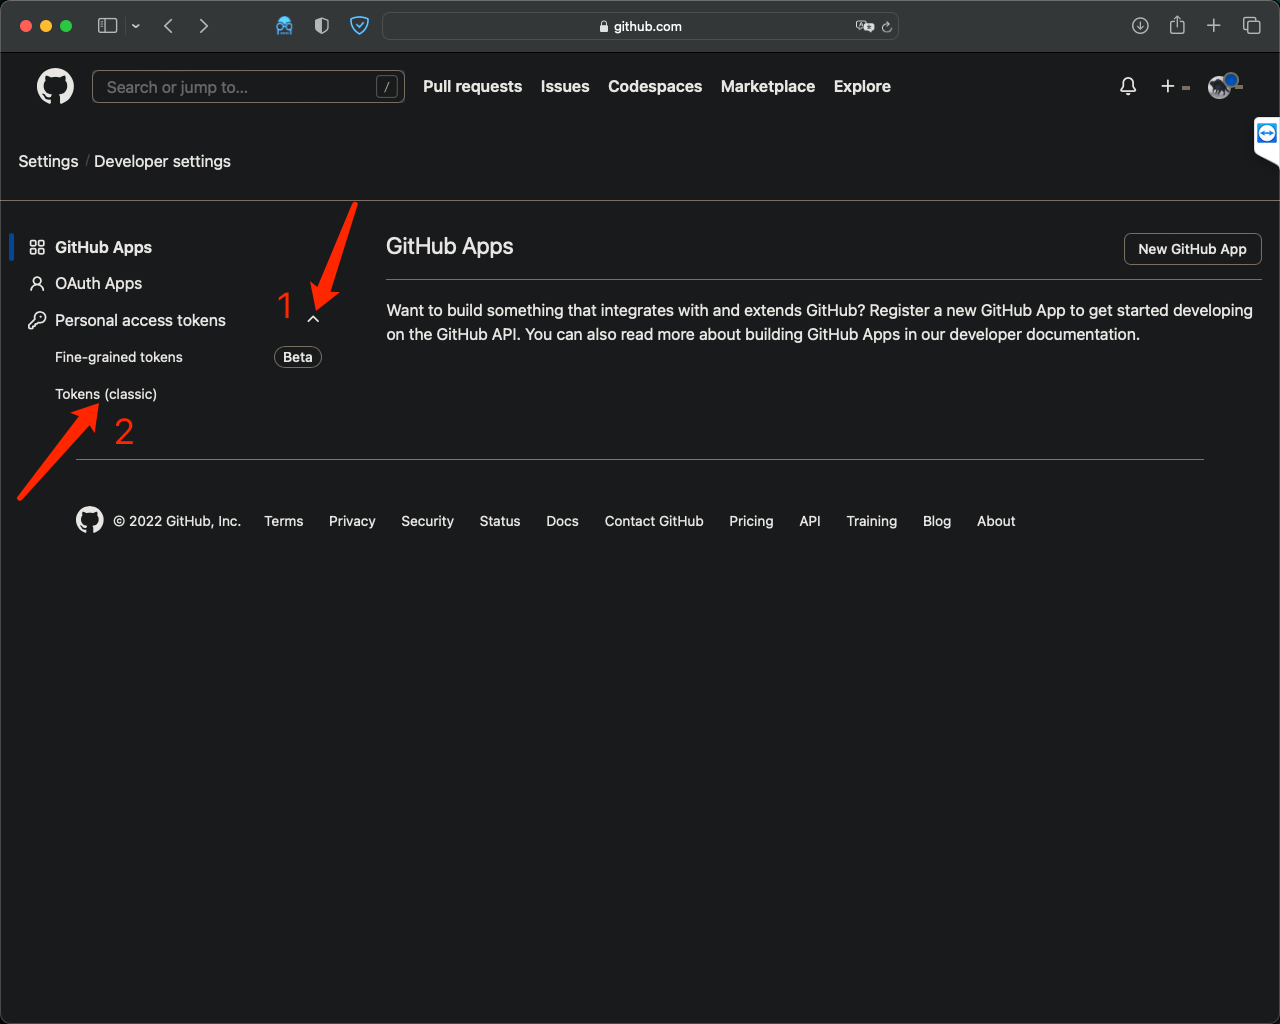 github.com
Search or jump to... /
Pull requests Issues Codespaces Marketplace Explore
Settings / Developer settings
GitHub Apps
OAuth Apps
Personal access tokens
Fine-grained tokens Beta
Tokens (classic)
1
2
GitHub Apps
New GitHub App
Want to build something that integrates with and extends GitHub? Register a new GitHub App to get started developing
on the GitHub API. You can also read more about building GitHub Apps in our developer documentation.
© 2022 GitHub, Inc. Terms Privacy Security Status Docs Contact GitHub Pricing API Training Blog About